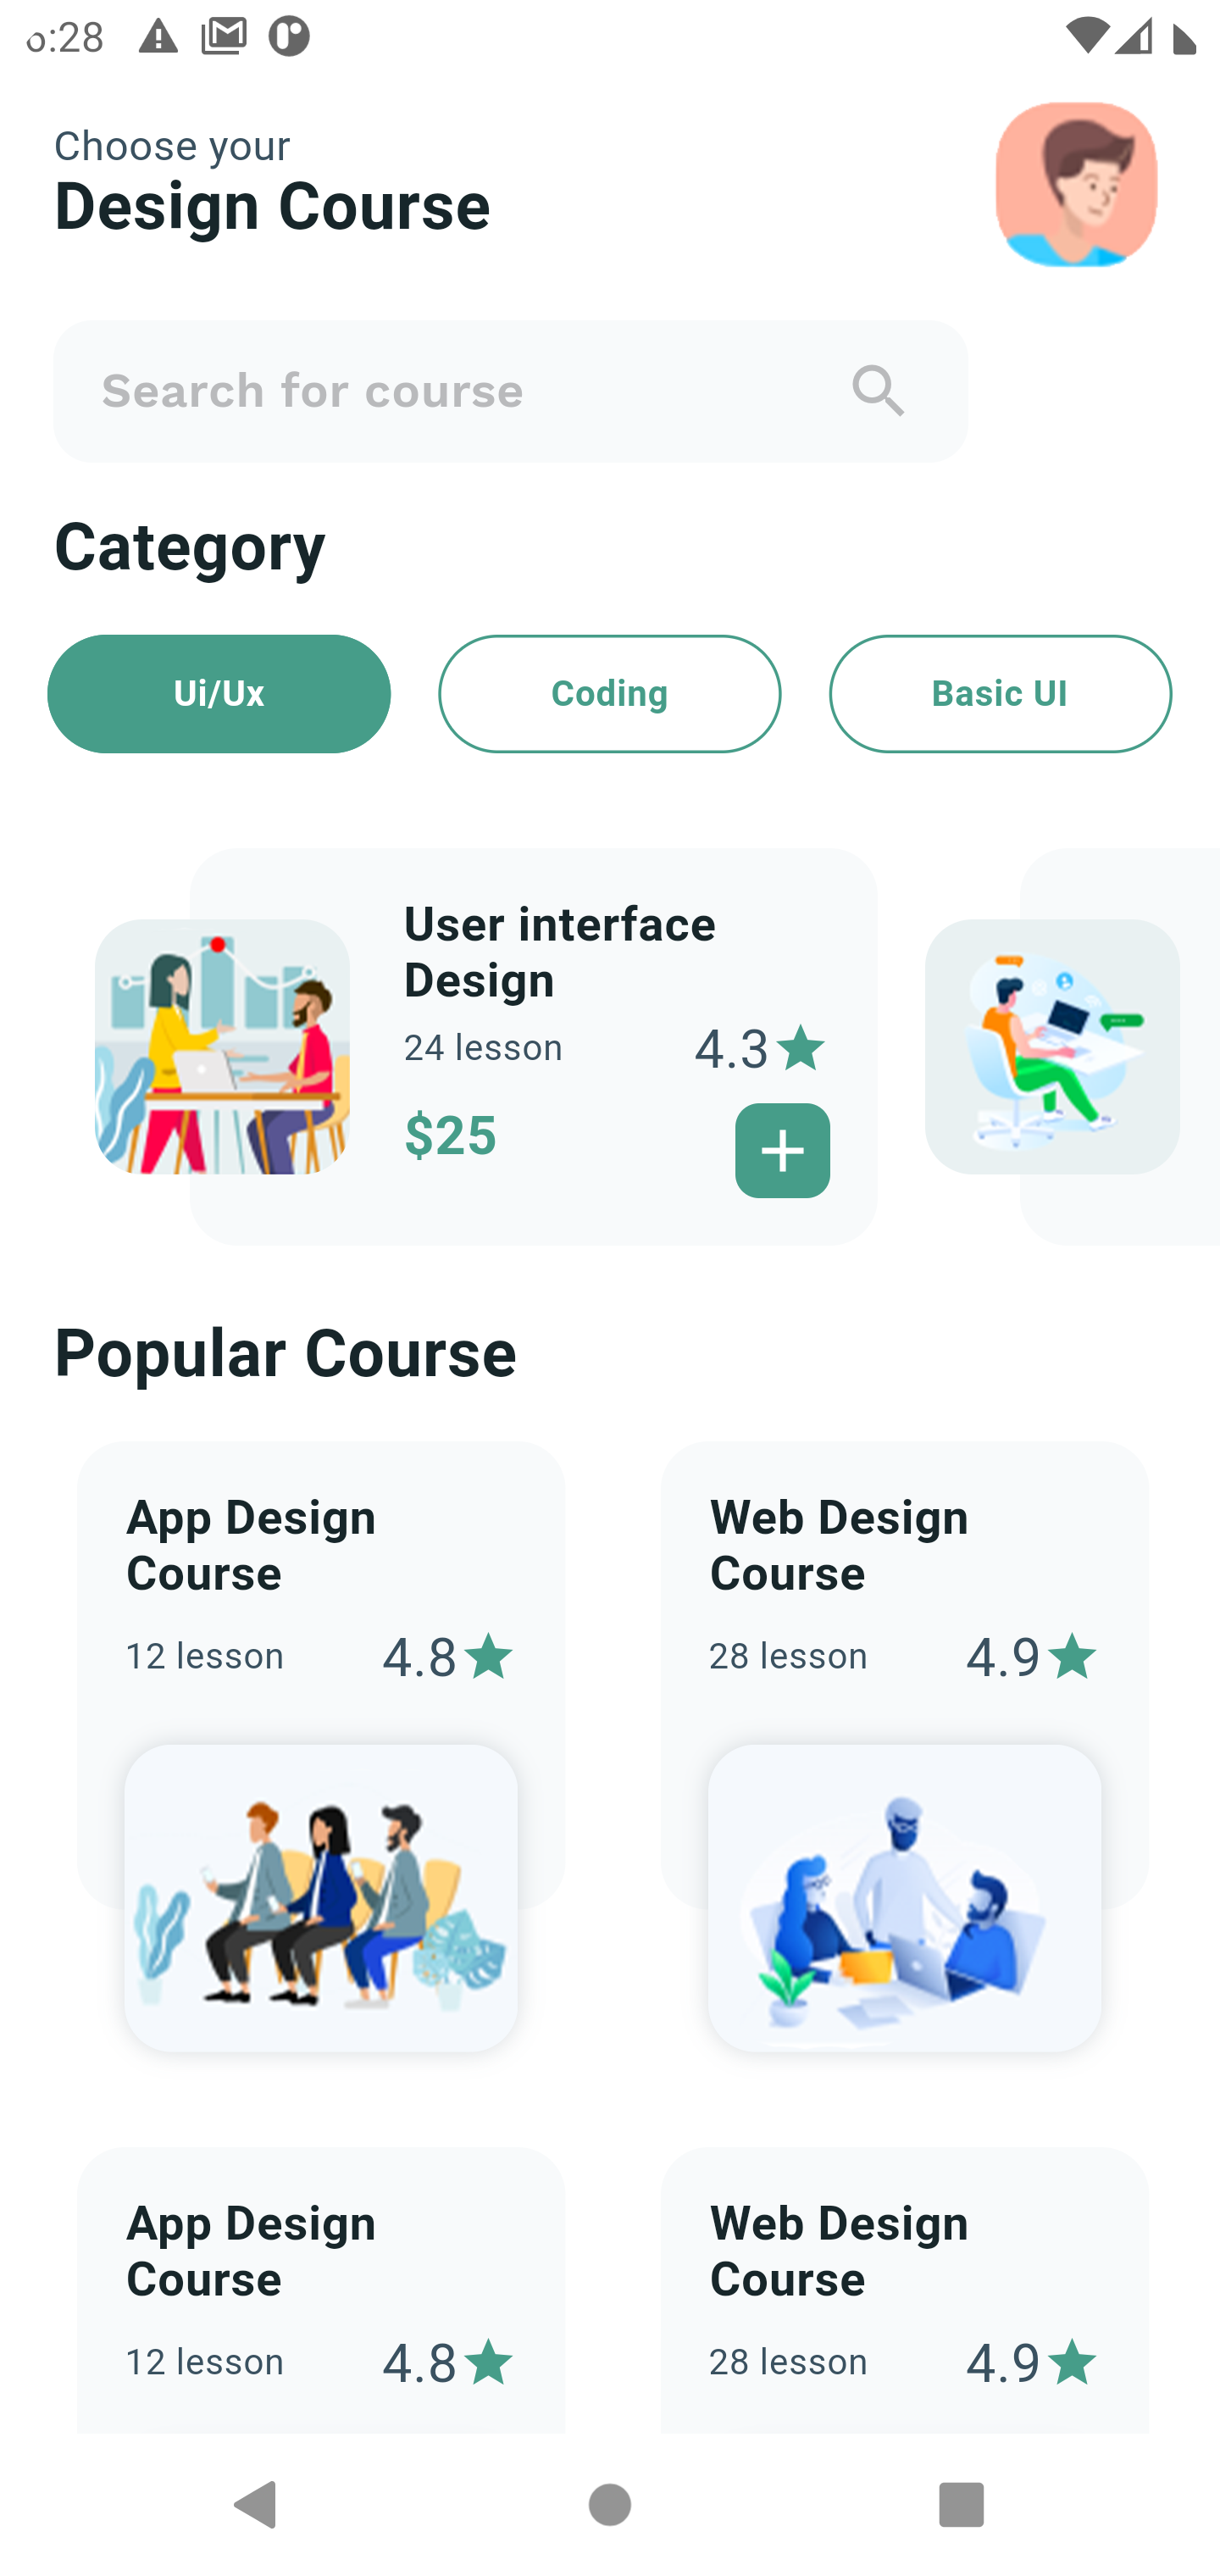 :28
Choose your
Design Course
Search for course
Category
Ui/Ux
Coding
Basic UI
User interface
Design
24 lesson
4.3
$25
Popular Course
App Design
Course
12 lesson
4.8
Web Design
Course
28 lesson
4.9
App Design
Course
12 lesson
4.8
Web Design
Course
28 lesson
4.9